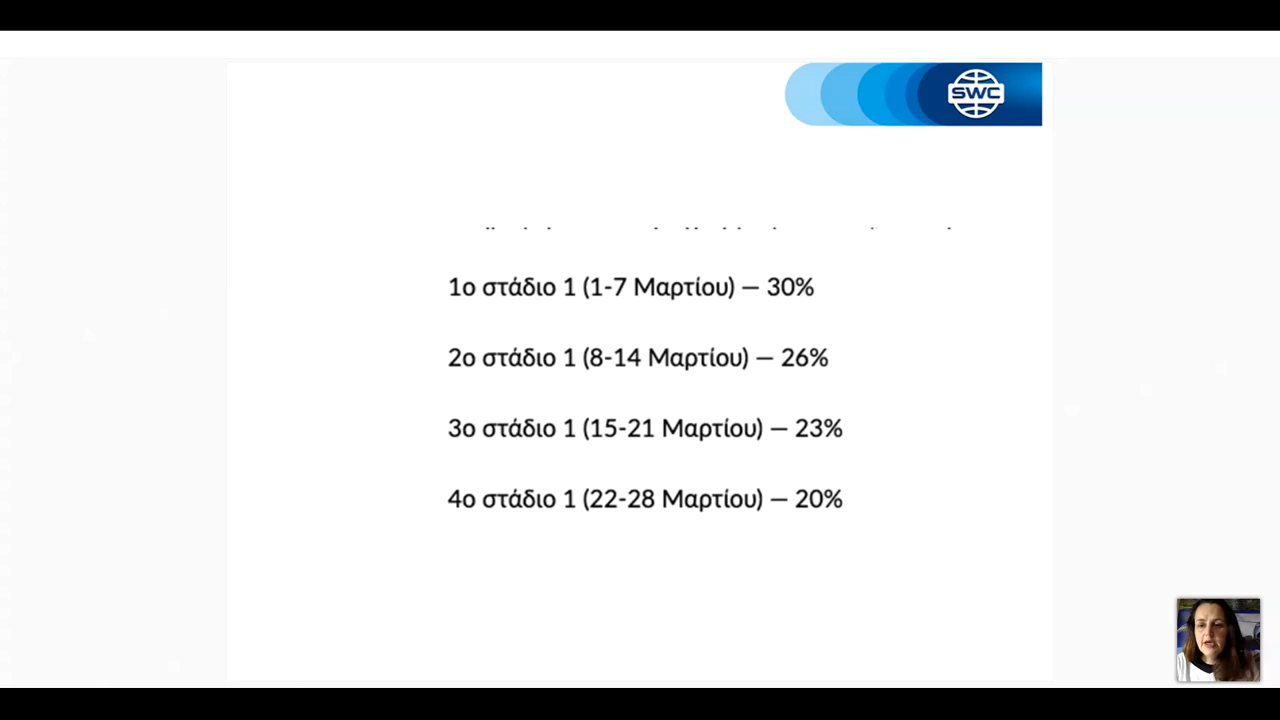 SWC
1ο στάδιο 1 (1-7 Μαρτίου) — 30%
2ο στάδιο 1 (8-14 Μαρτίου) — 26%
3ο στάδιο 1 (15-21 Μαρτίου) — 23%
4ο στάδιο 1 (22-28 Μαρτίου) — 20%